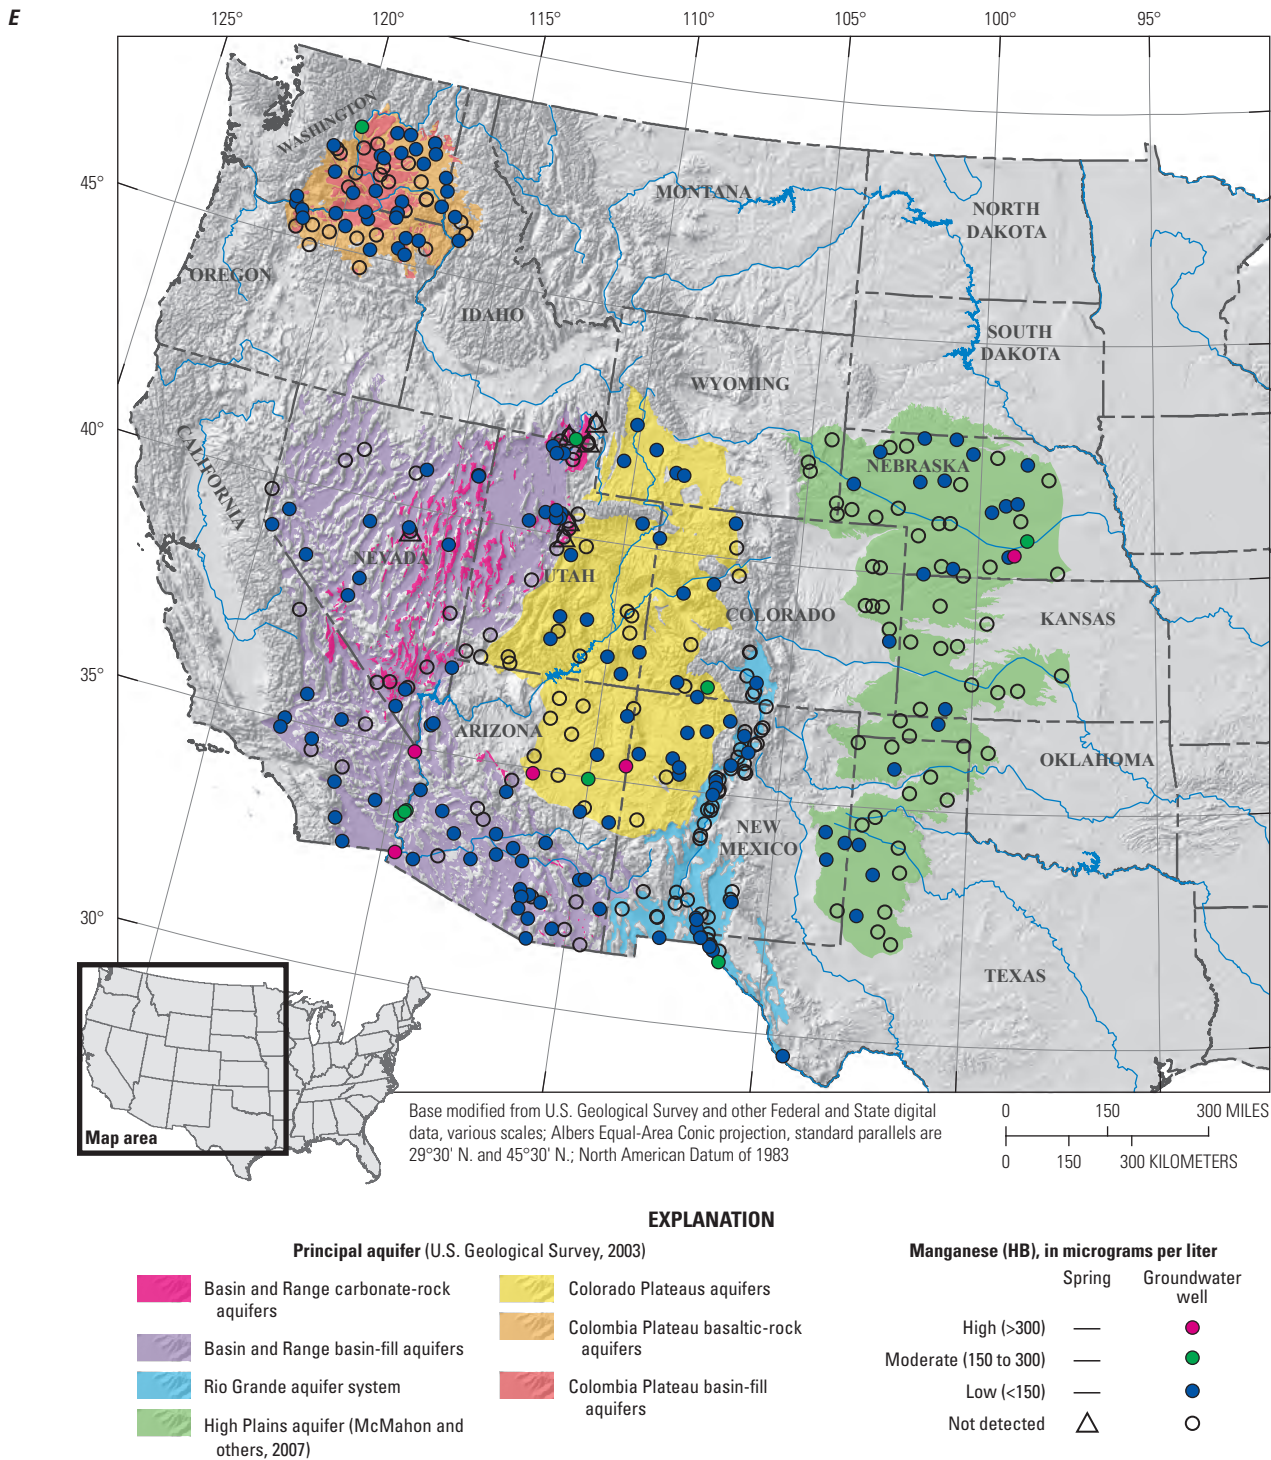 E
125°
120°
115°
110°
105°
100°
95°
45°
40°
35°
30°
WASHINGTON
MONTANA
NORTH
DAKOTA
OREGON
IDAHO
SOUTH
DAKOTA
WYOMING
CALIFORNIA
NEBRASKA
NEVADA
UTAH
COLORADO
KANSAS
ARIZONA
OKLAHOMA
NEW
MEXICO
TEXAS
Map area
Base modified from U.S. Geological Survey and other Federal and State digital
data, various scales; Albers Equal-Area Conic projection, standard parallels are
29°30' N. and 45°30' N.; North American Datum of 1983
0 150 300 MILES
0 150 300 KILOMETERS
EXPLANATION
Principal aquifer (U.S. Geological Survey, 2003)
Basin and Range carbonate-rock
aquifers
Basin and Range basin-fill aquifers
Rio Grande aquifer system
High Plains aquifer (McMahon and
others, 2007)
Colorado Plateaus aquifers
Colombia Plateau basaltic-rock
aquifers
Colombia Plateau basin-fill
aquifers
Manganese (HB), in micrograms per liter
Spring
Groundwater
well
High (>300)
Moderate (150 to 300)
Low (<150)
Not detected